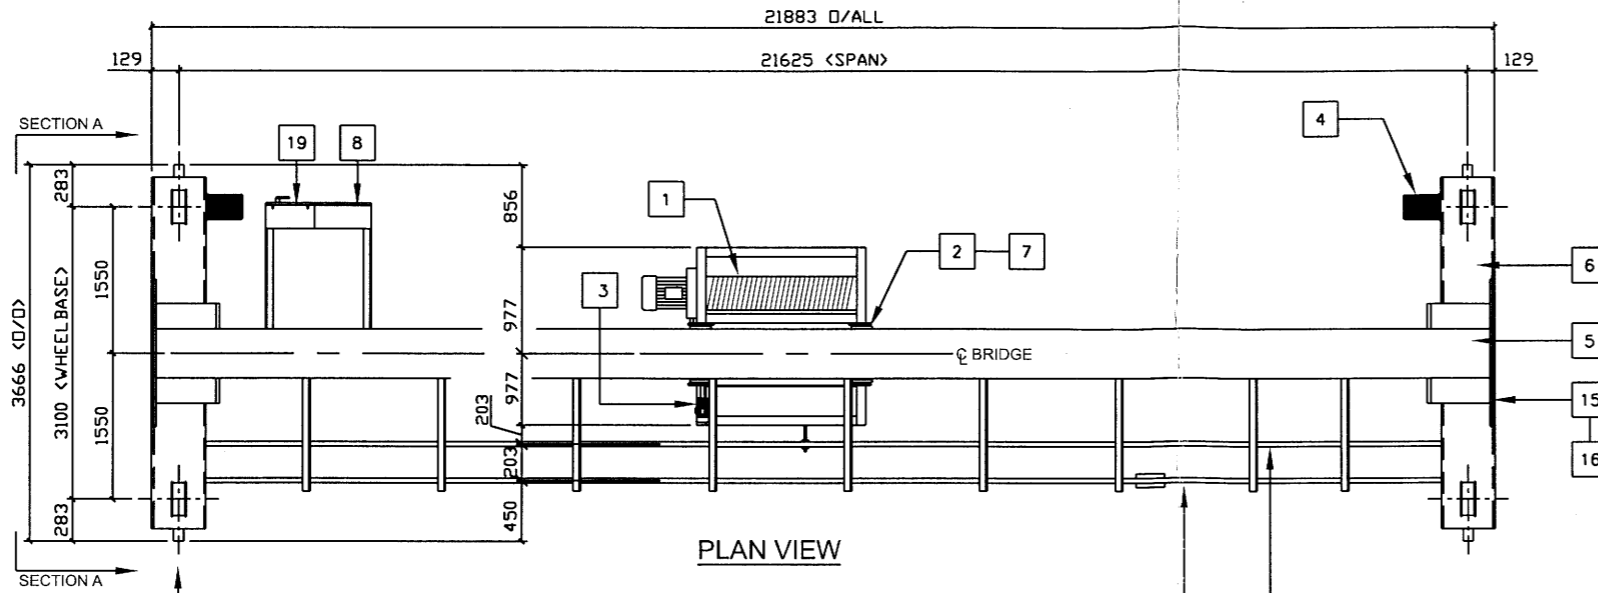 21883 O/ALL
129
21625 <SPAN>
129
SECTION A
19
8
4
283
856
1
2
7
6
3
1550
977
3666 <O/O>
3100 <WHEELBASE>
℄ BRIDGE
5
977
1550
203
15
203
16
283
450
PLAN VIEW
SECTION A